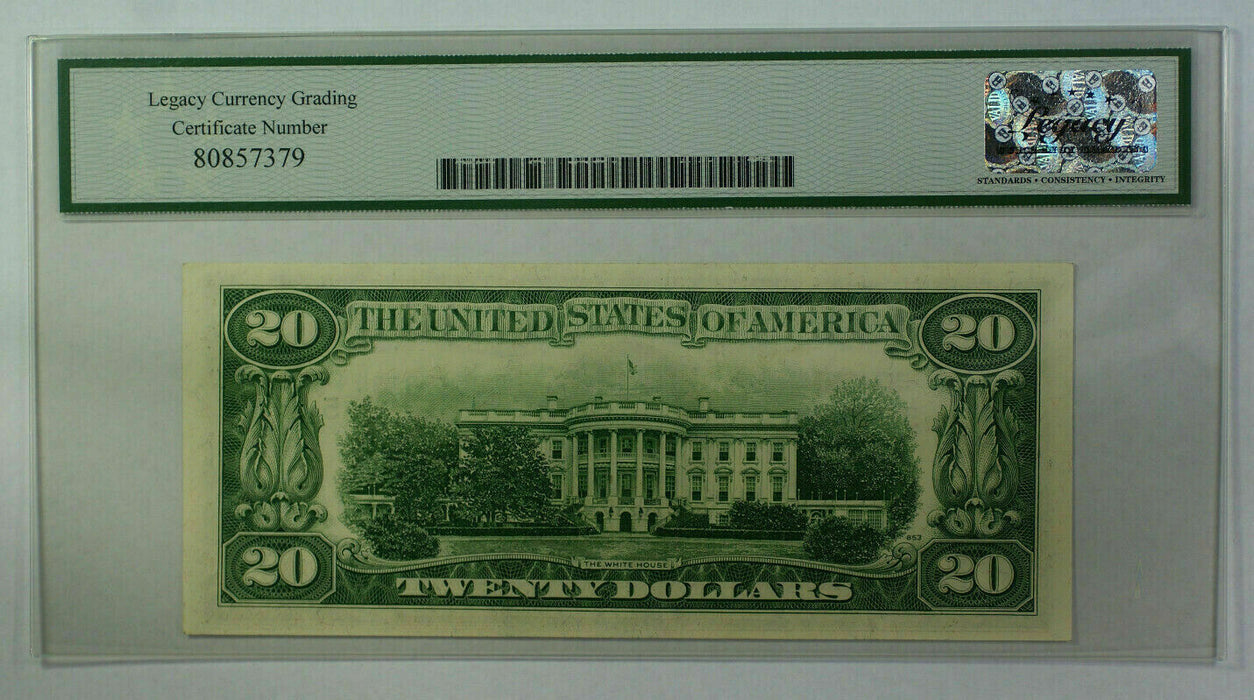 Legacy Currency Grading
Certificate Number
80857379
Legacy
STANDARDS • CONSISTENCY • INTEGRITY
20
THE UNITED STATES OF AMERICA
20
853
THE WHITE HOUSE
20
TWENTY DOLLARS
20